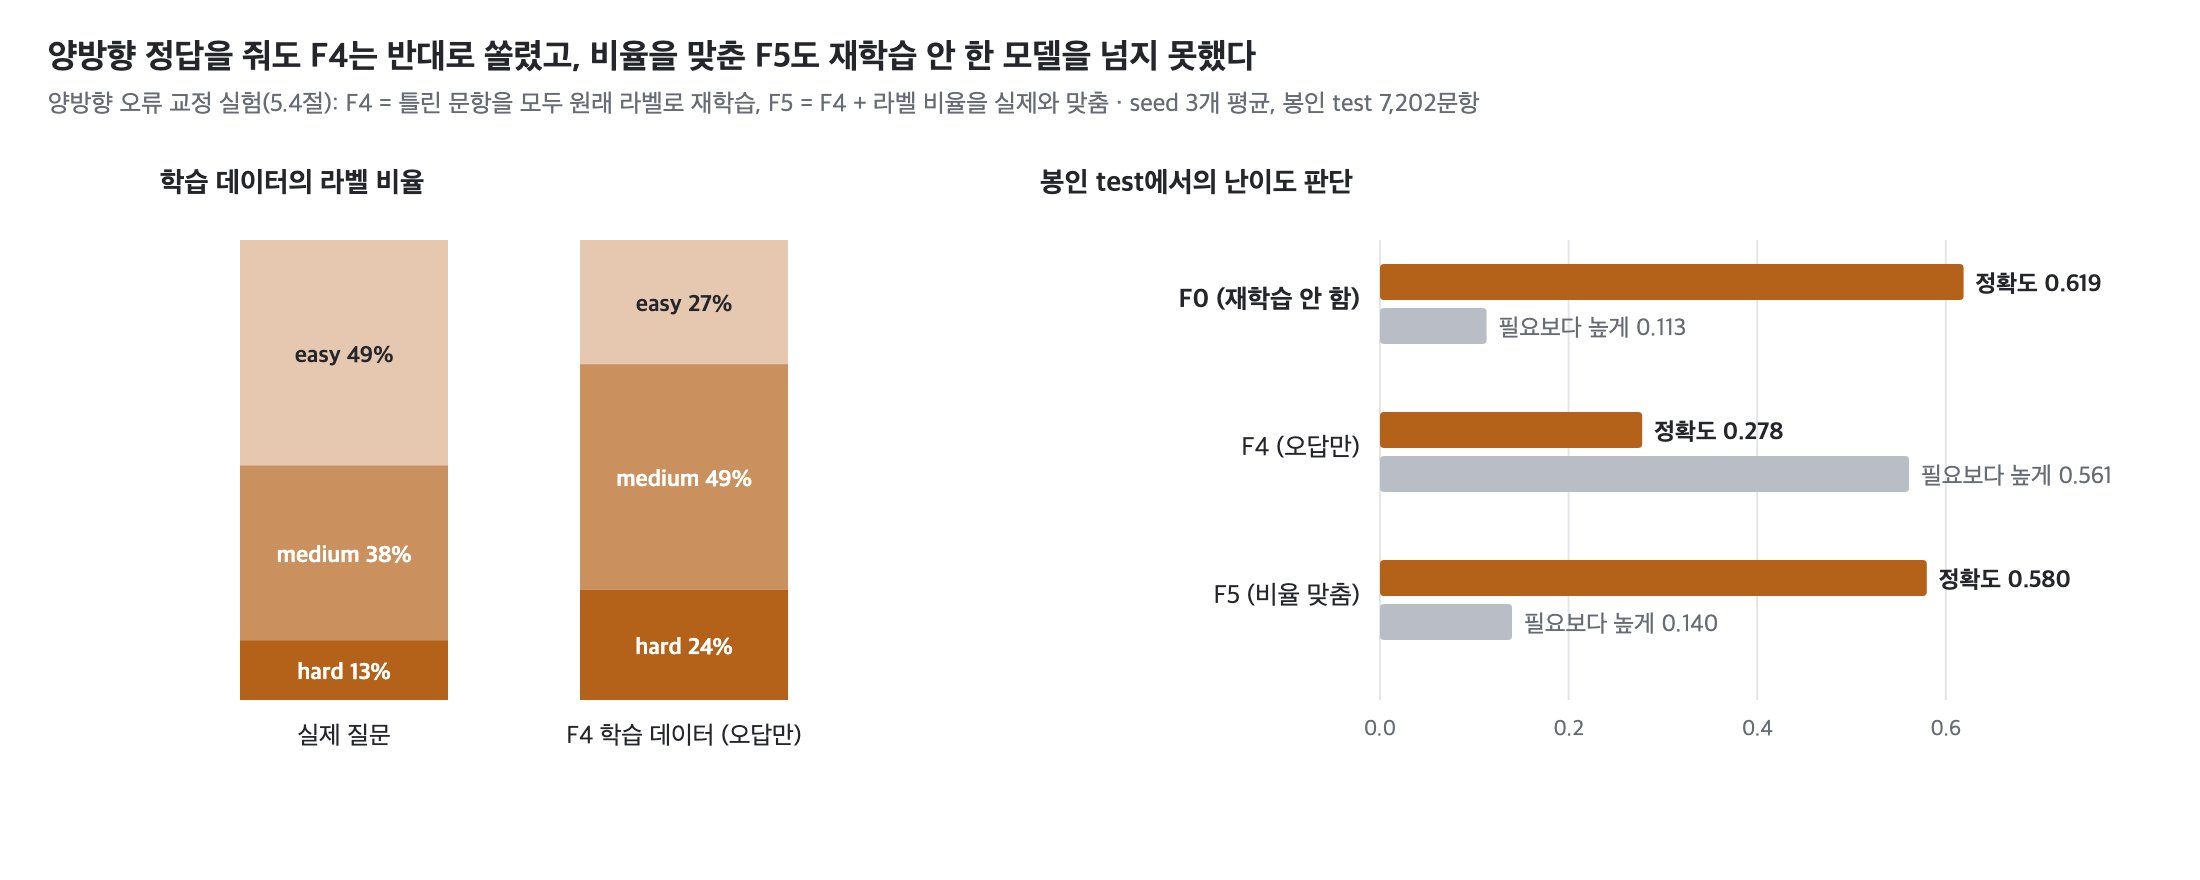 양방향 정답을 줘도 F4는 반대로 쏠렸고, 비율을 맞춘 F5도 재학습 안 한 모델을 넘지 못했다
양방향 오류 교정 실험(5.4절): F4 = 틀린 문항을 모두 원래 라벨로 재학습, F5 = F4 + 라벨 비율을 실제와 맞춤 · seed 3개 평균, 봉인 test 7,202문항
학습 데이터의 라벨 비율
easy 49%
medium 38%
hard 13%
실제 질문
easy 27%
medium 49%
hard 24%
F4 학습 데이터 (오답만)
봉인 test에서의 난이도 판단
F0 (재학습 안 함)
정확도 0.619
필요보다 높게 0.113
F4 (오답만)
정확도 0.278
필요보다 높게 0.561
F5 (비율 맞춤)
정확도 0.580
필요보다 높게 0.140
0.0 0.2 0.4 0.6